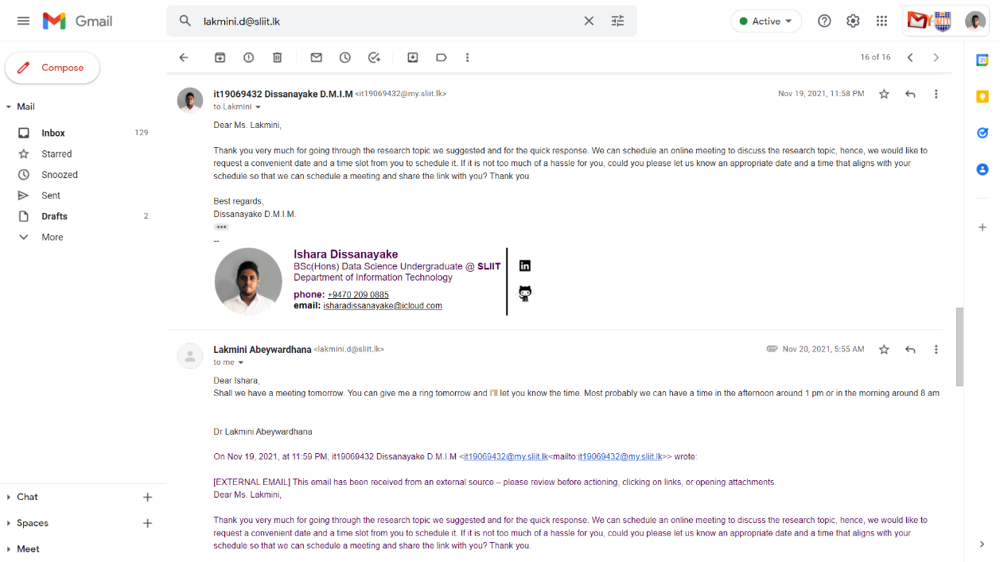 Gmail
lakmini.d@sliit.lk
Active
Compose
16 of 16
Mail
Inbox 129
Starred
Snoozed
Sent
Drafts 2
More
it19069432 Dissanayake D.M.I.M <it19069432@my.sliit.lk>
Nov 19, 2021, 11:58 PM
to Lakmini
Dear Ms. Lakmini,
Thank you very much for going through the research topic we suggested and for the quick response. We can schedule an online meeting to discuss the research topic, hence, we would like to
request a convenient date and a time slot from you to schedule it. If it is not too much of a hassle for you, could you please let us know an appropriate date and a time that aligns with your
schedule so that we can schedule a meeting and share the link with you? Thank you.
Best regards,
Dissanayake D.M.I.M.
--
Ishara Dissanayake
BSc(Hons) Data Science Undergraduate @ SLIIT
Department of Information Technology
phone: +9470 209 0885
email: isharadissanayake@icloud.com
in
Lakmini Abeywardhana <lakmini.d@sliit.lk>
Nov 20, 2021, 5:55 AM
to me
Dear Ishara,
Shall we have a meeting tomorrow. You can give me a ring tomorrow and I'll let you know the time. Most probably we can have a time in the afternoon around 1 pm or in the morning around 8 am
Dr Lakmini Abeywardhana
On Nov 19, 2021, at 11:59 PM, it19069432 Dissanayake D.M.I.M <it19069432@my.sliit.lk<mailto:it19069432@my.sliit.lk>> wrote:
[EXTERNAL EMAIL] This email has been received from an external source – please review before actioning, clicking on links, or opening attachments.
Dear Ms. Lakmini,
Thank you very much for going through the research topic we suggested and for the quick response. We can schedule an online meeting to discuss the research topic, hence, we would like to
request a convenient date and a time slot from you to schedule it. If it is not too much of a hassle for you, could you please let us know an appropriate date and a time that aligns with your
schedule so that we can schedule a meeting and share the link with you? Thank you.
Chat
Spaces
Meet
31